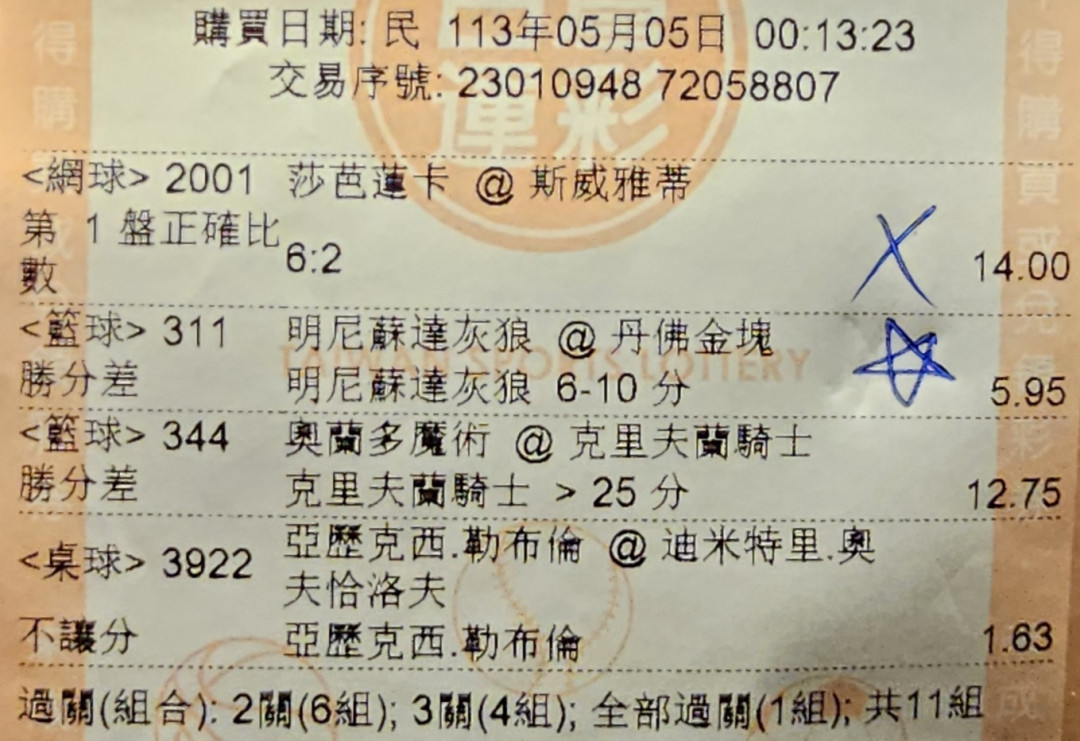 購買日期: 民 113年05月05日 00:13:23
交易序號: 23010948 72058807
<網球> 2001 莎芭蓮卡 @ 斯威雅蒂
第 1 盤正確比數 6:2 14.00
<籃球> 311 明尼蘇達灰狼 @ 丹佛金塊
TAIWAN SPORTS LOTTERY
勝分差 明尼蘇達灰狼 6-10 分 5.95
<籃球> 344 奧蘭多魔術 @ 克里夫蘭騎士
勝分差 克里夫蘭騎士 > 25 分 12.75
<桌球> 3922 亞歷克西.勒布倫 @ 迪米特里.奧夫恰洛夫
不讓分 亞歷克西.勒布倫 1.63
過關(組合): 2關(6組); 3關(4組); 全部過關(1組); 共11組